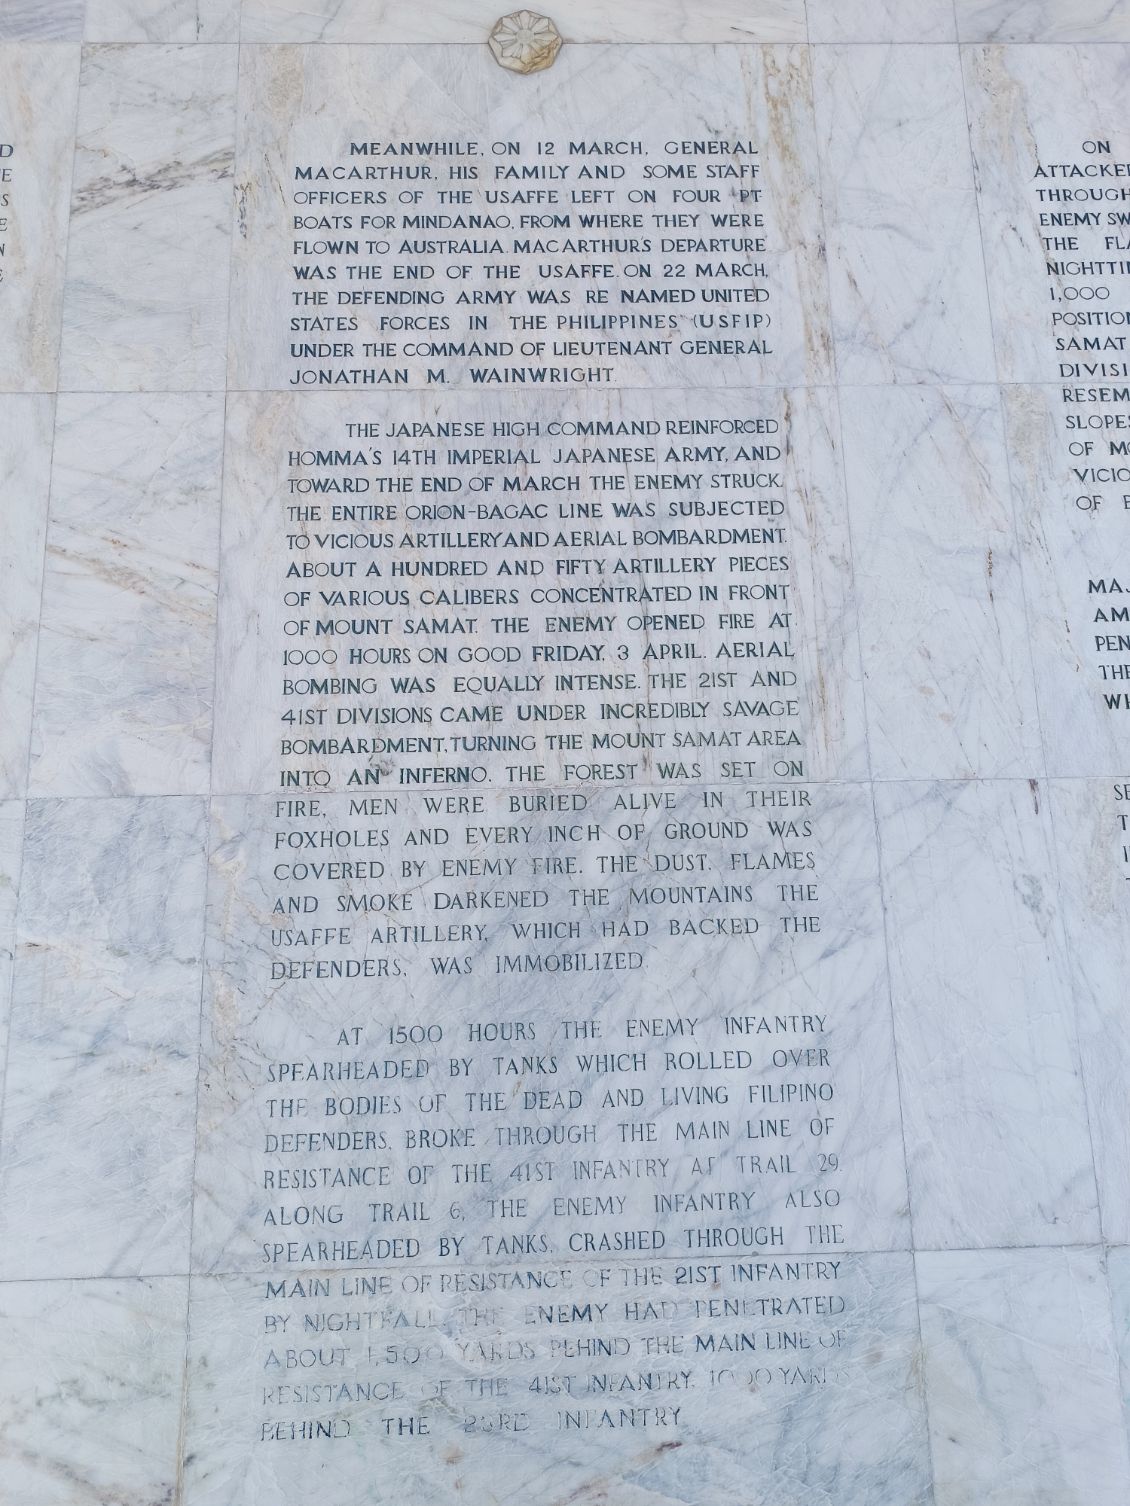 MEANWHILE, ON 12 MARCH, GENERAL
MACARTHUR, HIS FAMILY AND SOME STAFF
OFFICERS OF THE USAFFE LEFT ON FOUR PT
BOATS FOR MINDANAO, FROM WHERE THEY WERE
FLOWN TO AUSTRALIA. MACARTHUR'S DEPARTURE
WAS THE END OF THE USAFFE. ON 22 MARCH,
THE DEFENDING ARMY WAS RE NAMED UNITED
STATES FORCES IN THE PHILIPPINES (USFIP)
UNDER THE COMMAND OF LIEUTENANT GENERAL
JONATHAN M. WAINWRIGHT.
THE JAPANESE HIGH COMMAND REINFORCED
HOMMA'S 14TH IMPERIAL JAPANESE ARMY, AND
TOWARD THE END OF MARCH THE ENEMY STRUCK.
THE ENTIRE ORION-BAGAC LINE WAS SUBJECTED
TO VICIOUS ARTILLERY AND AERIAL BOMBARDMENT.
ABOUT A HUNDRED AND FIFTY ARTILLERY PIECES
OF VARIOUS CALIBERS CONCENTRATED IN FRONT
OF MOUNT SAMAT. THE ENEMY OPENED FIRE AT
1000 HOURS ON GOOD FRIDAY, 3 APRIL. AERIAL
BOMBING WAS EQUALLY INTENSE. THE 21ST AND
41ST DIVISIONS CAME UNDER INCREDIBLY SAVAGE
BOMBARDMENT, TURNING THE MOUNT SAMAT AREA
INTO AN INFERNO. THE FOREST WAS SET ON
FIRE, MEN WERE BURIED ALIVE IN THEIR
FOXHOLES AND EVERY INCH OF GROUND WAS
COVERED BY ENEMY FIRE. THE DUST, FLAMES
AND SMOKE DARKENED THE MOUNTAINS THE
USAFFE ARTILLERY, WHICH HAD BACKED THE
DEFENDERS, WAS IMMOBILIZED.
AT 1500 HOURS THE ENEMY INFANTRY
SPEARHEADED BY TANKS WHICH ROLLED OVER
THE BODIES OF THE DEAD AND LIVING FILIPINO
DEFENDERS, BROKE THROUGH THE MAIN LINE OF
RESISTANCE OF THE 41ST INFANTRY AT TRAIL 29.
ALONG TRAIL 6, THE ENEMY INFANTRY ALSO
SPEARHEADED BY TANKS, CRASHED THROUGH THE
MAIN LINE OF RESISTANCE OF THE 21ST INFANTRY
BY NIGHTFALL, THE ENEMY HAD PENETRATED
ABOUT 1,500 YARDS BEHIND THE MAIN LINE OF
RESISTANCE OF THE 41ST INFANTRY, 1000 YARDS
BEHIND THE INFANTRY
ON
THROUGH
THE
1,000
SAMAT
OF
OF